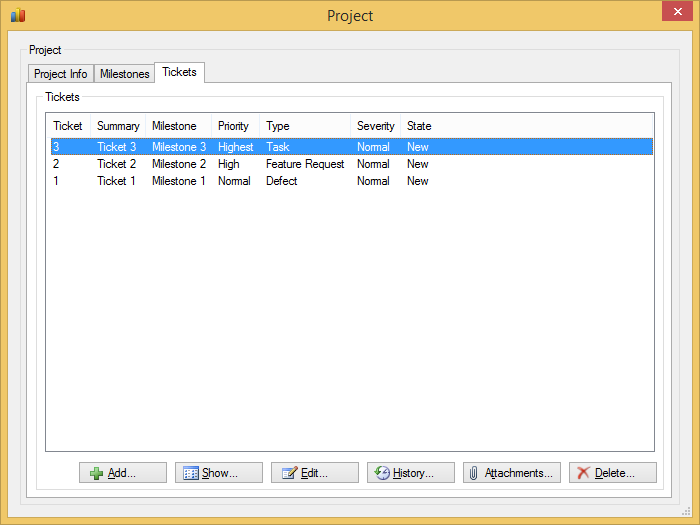 Project
Project
Project Info Milestones Tickets
Tickets
Ticket Summary Milestone Priority Type Severity State
3 Ticket 3 Milestone 3 Highest Task Normal New
2 Ticket 2 Milestone 2 High Feature Request Normal New
1 Ticket 1 Milestone 1 Normal Defect Normal New
Add... Show... Edit... History... Attachments... Delete...